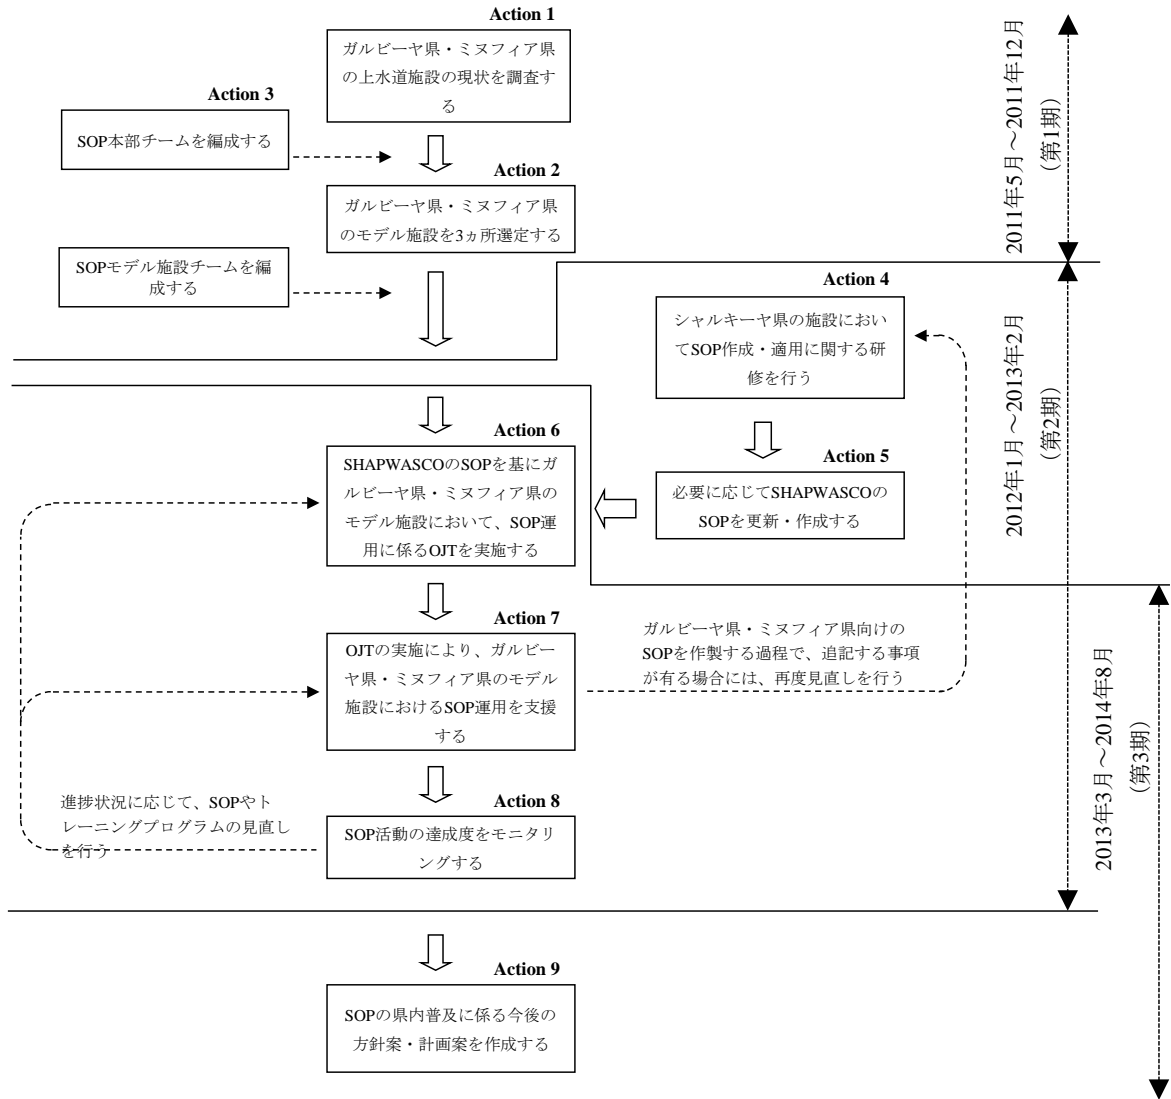 Action 1
ガルビーヤ県・ミヌフィア県
の上水道施設の現状を調査す
る
Action 3
SOP本部チームを編成する
Action 2
ガルビーヤ県・ミヌフィア県
のモデル施設を3ヵ所選定する
SOPモデル施設チームを編
成する
2011年5月～2011年12月
(第1期)
Action 4
シャルキーヤ県の施設におい
てSOP作成・適用に関する研
修を行う
Action 5
必要に応じてSHAPWASCOの
SOPを更新・作成する
2012年1月～2013年2月
(第2期)
Action 6
SHAPWASCOのSOPを基にガ
ルビーヤ県・ミヌフィア県の
モデル施設において、SOP運
用に係るOJTを実施する
Action 7
OJTの実施により、ガルビー
ヤ県・ミヌフィア県のモデル
施設におけるSOP運用を支援
する
ガルビーヤ県・ミヌフィア県向けの
SOPを作製する過程で、追記する事項
が有る場合には、再度見直しを行う
Action 8
SOP活動の達成度をモニタリ
ングする
進捗状況に応じて、SOPやト
レーニングプログラムの見直し
を行う
2013年3月～2014年8月
(第3期)
Action 9
SOPの県内普及に係る今後の
方針案・計画案を作成する